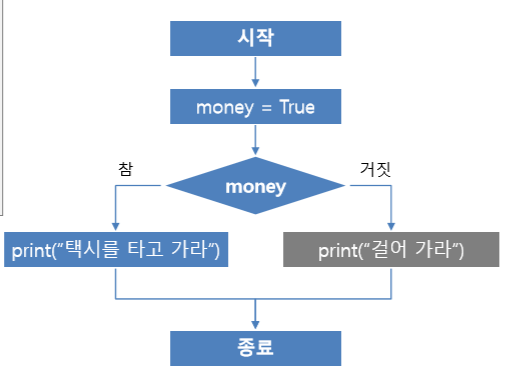 시작
money = True
참
거짓
money
print(“택시를 타고 가라”)
print(“걸어 가라”)
종료